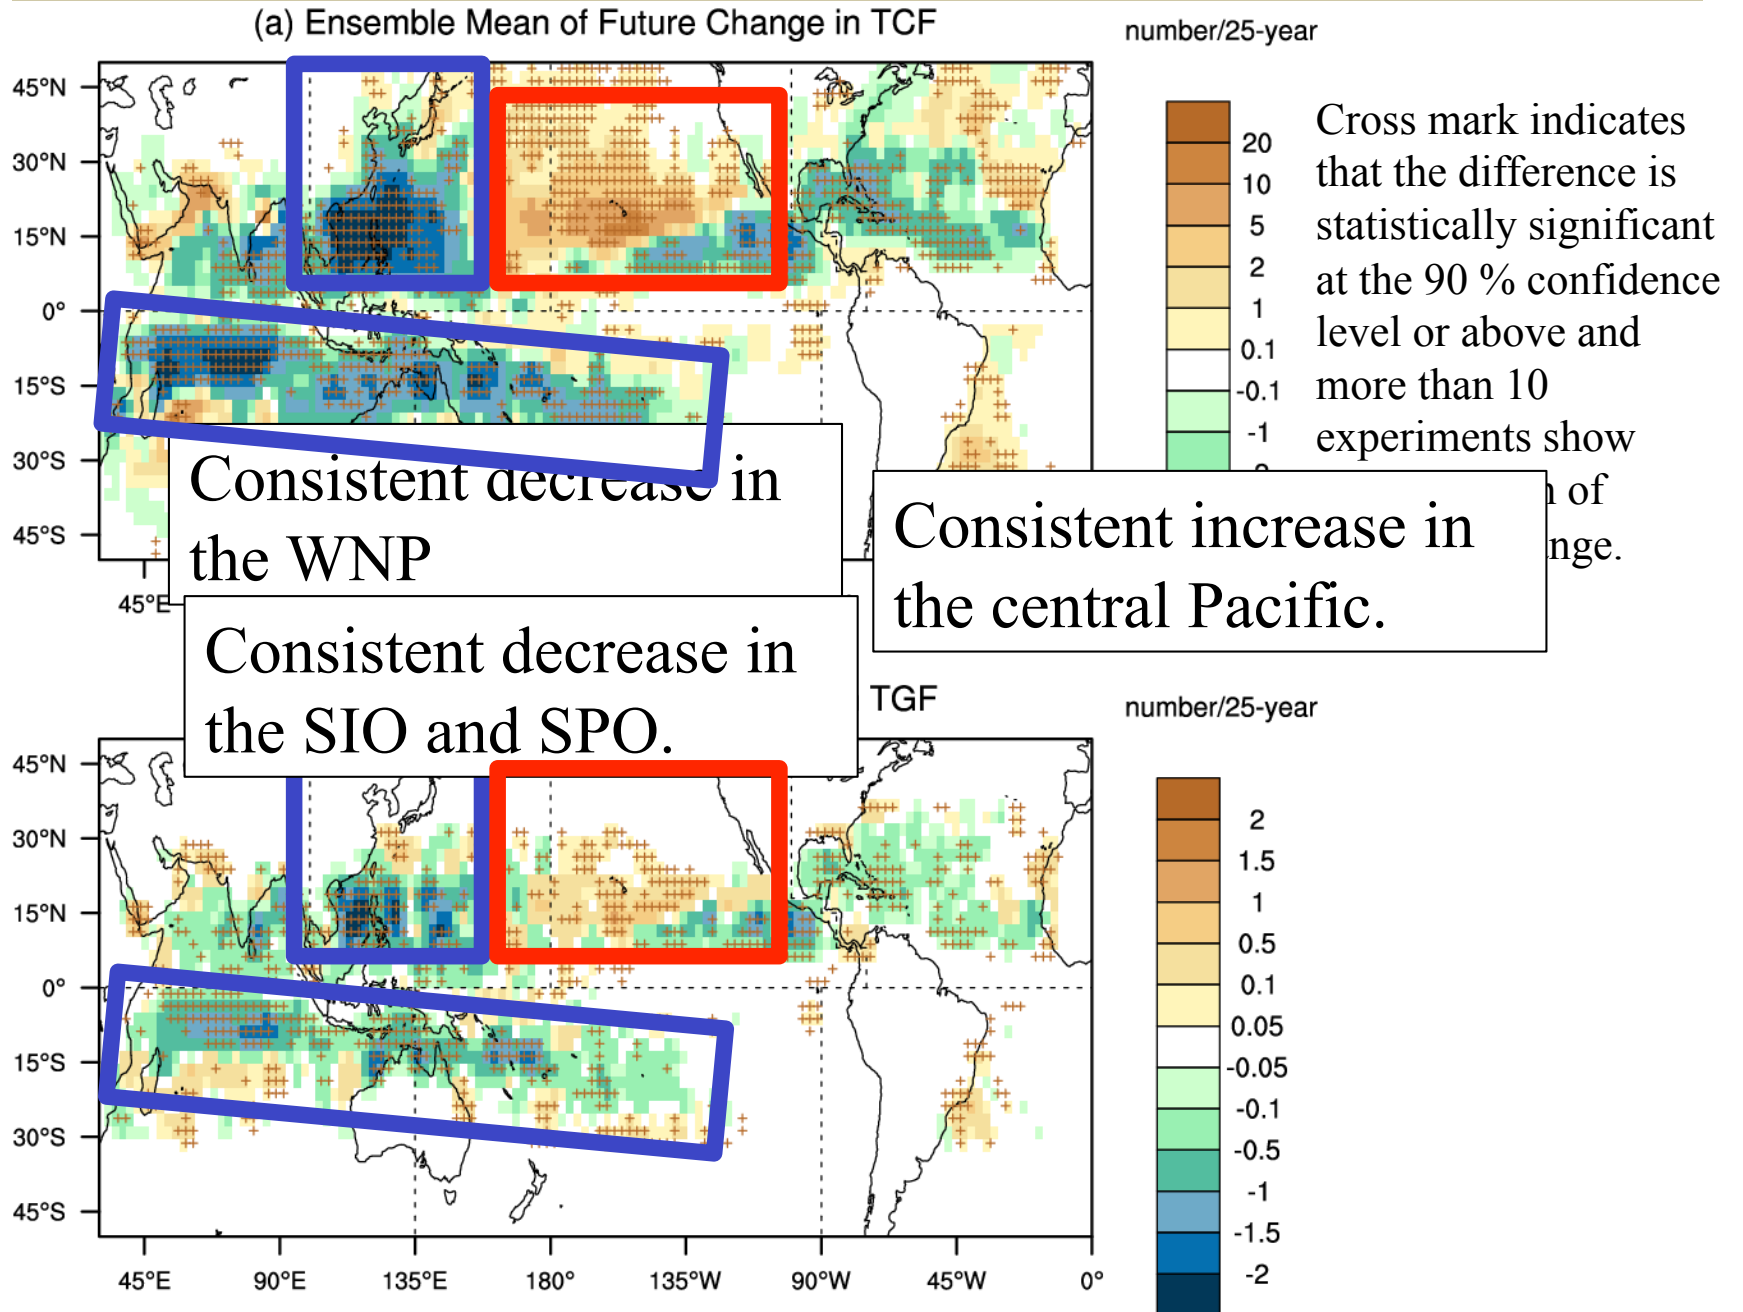 (a) Ensemble Mean of Future Change in TCF
number/25-year
45°N
30°N
15°N
0°
15°S
30°S
45°S
45°E
20
10
5
2
1
0.1
-0.1
-1
Cross mark indicates
that the difference is
statistically significant
at the 90 % confidence
level or above and
more than 10
experiments show
of
Consistent decrease in
the WNP
Consistent increase in
the central Pacific.
Consistent decrease in
the SIO and SPO.
TGF
number/25-year
45°N
30°N
15°N
0°
15°S
30°S
45°S
45°E
90°E
135°E
180°
135°W
90°W
45°W
0°
2
1.5
1
0.5
0.1
0.05
-0.05
-0.1
-0.5
-1
-1.5
-2